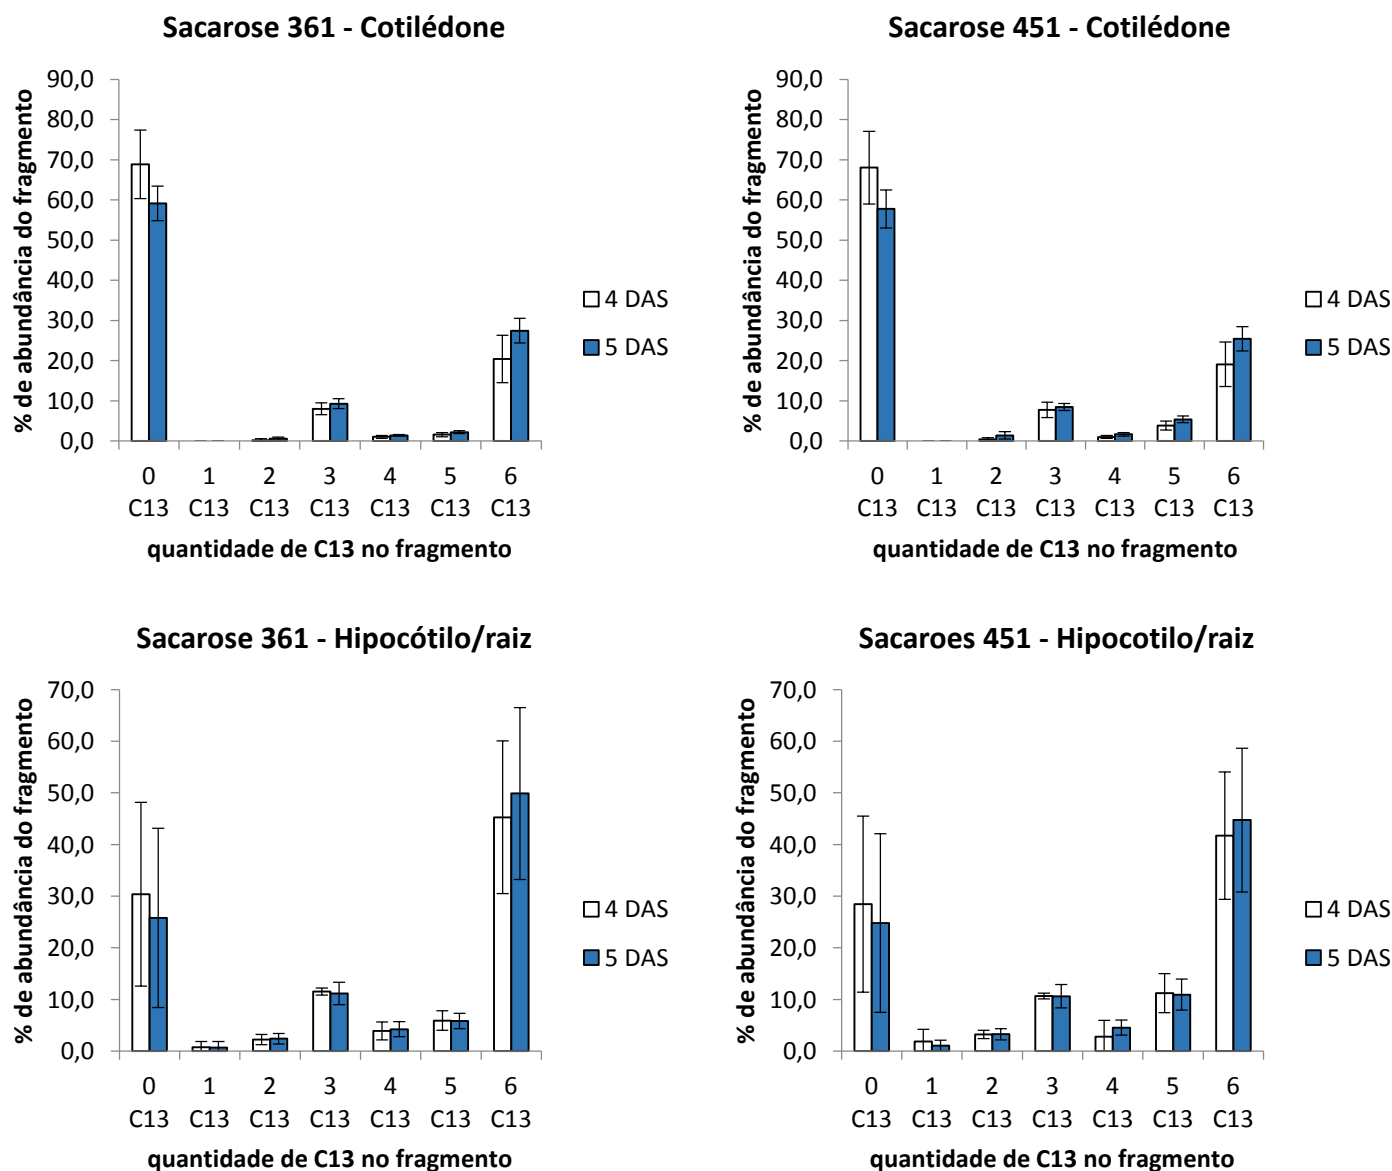 Sacarose 361 - Cotilédone
% de abundância do fragmento
90,0
80,0
70,0
60,0
50,0
40,0
30,0
20,0
10,0
0,0
0 1 2 3 4 5 6
C13 C13 C13 C13 C13 C13 C13
quantidade de C13 no fragmento
4 DAS
5 DAS
Sacarose 451 - Cotilédone
% de abundância do fragmento
90,0
80,0
70,0
60,0
50,0
40,0
30,0
20,0
10,0
0,0
0 1 2 3 4 5 6
C13 C13 C13 C13 C13 C13 C13
quantidade de C13 no fragmento
4 DAS
5 DAS
Sacarose 361 - Hipocótilo/raiz
% de abundância do fragmento
70,0
60,0
50,0
40,0
30,0
20,0
10,0
0,0
0 1 2 3 4 5 6
C13 C13 C13 C13 C13 C13 C13
quantidade de C13 no fragmento
4 DAS
5 DAS
Sacaroes 451 - Hipocotilo/raiz
% de abundância do fragmento
70,0
60,0
50,0
40,0
30,0
20,0
10,0
0,0
0 1 2 3 4 5 6
C13 C13 C13 C13 C13 C13 C13
quantidade de C13 no fragmento
4 DAS
5 DAS